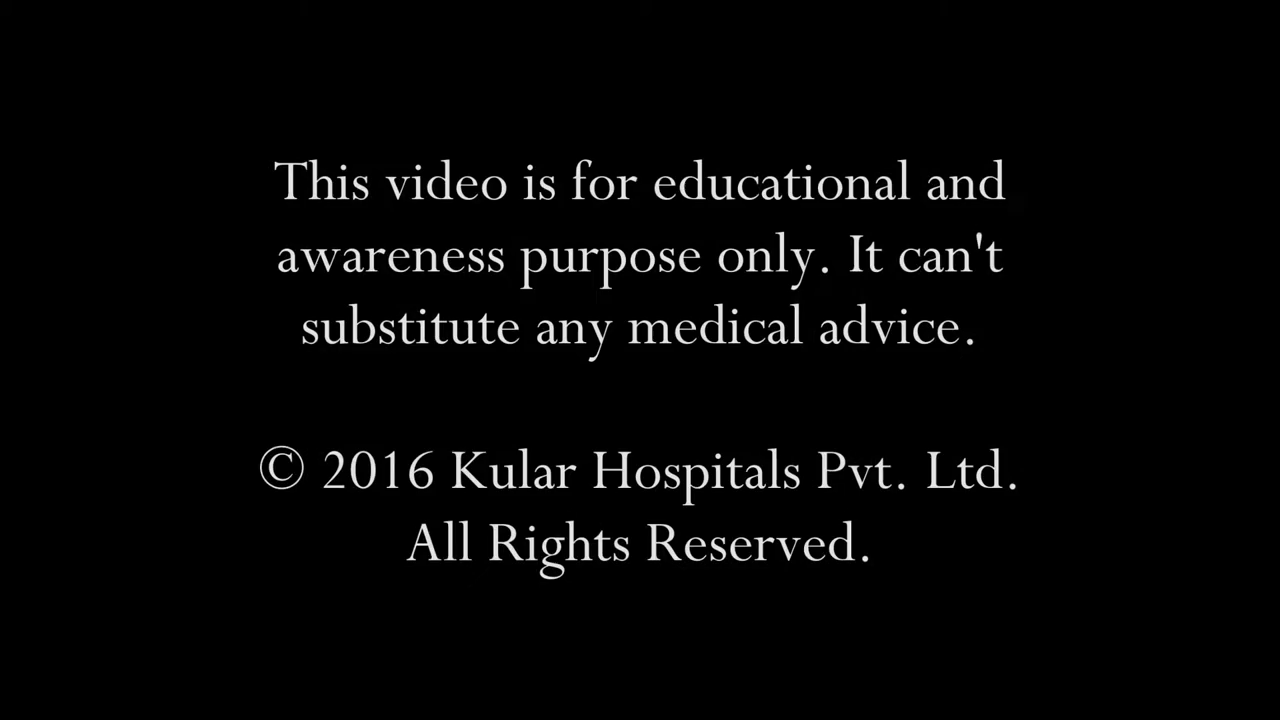 This video is for educational and
awareness purpose only. It can't
substitute any medical advice.
© 2016 Kular Hospitals Pvt. Ltd.
All Rights Reserved.